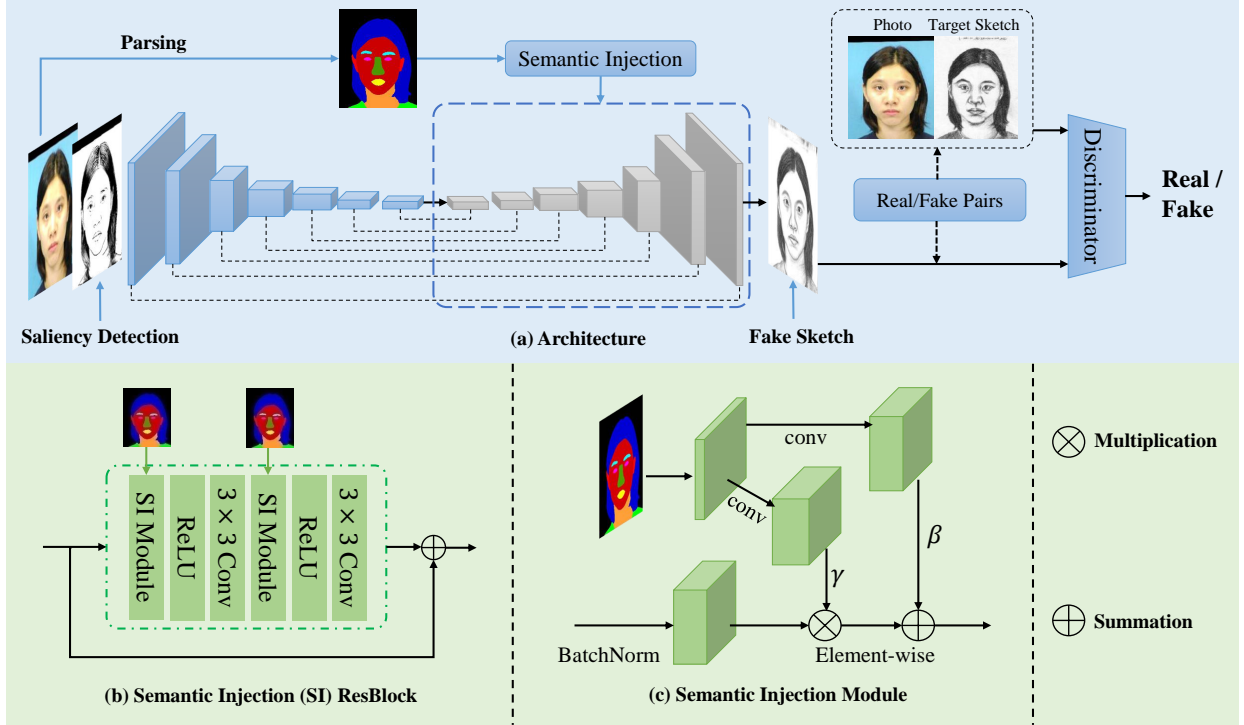 Parsing
Semantic Injection
Photo
Target Sketch
Real/Fake Pairs
Discriminator
Real /
Fake
Saliency Detection
(a) Architecture
Fake Sketch
SI Module
ReLU
3 × 3 Conv
SI Module
ReLU
3 × 3 Conv
(b) Semantic Injection (SI) ResBlock
conv
conv
β
γ
BatchNorm
Element-wise
(c) Semantic Injection Module
Multiplication
Summation